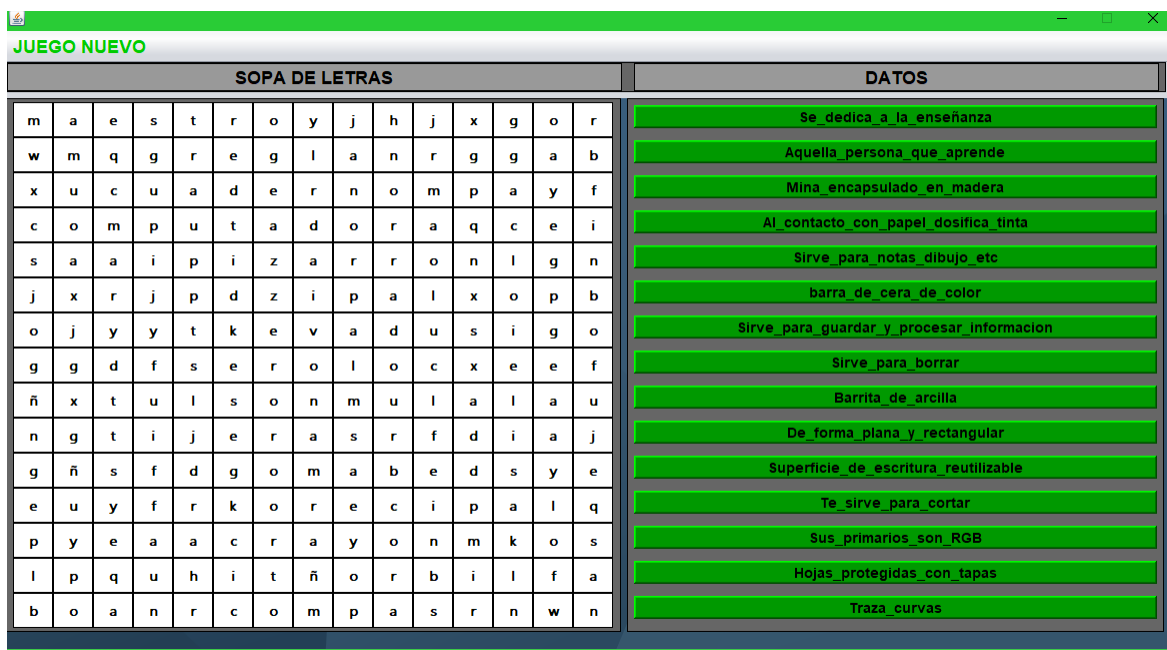 JUEGO NUEVO
SOPA DE LETRAS
DATOS
m a e s t r o y j h j x g o r
w m q g r e g l a n r g g a b
x u c u a d e r n o m p a y f
c o m p u t a d o r a q c e i
s a a i p i z a r r o n l g n
j x r j p d z i p a l x o p b
o j y y t k e v a d u s i g o
g g d f s e r o l o c x e e f
ñ x t u l s o n m u l a l a u
n g t i j e r a s r f d i a j
g ñ s f d g o m a b e d s y e
e u y f r k o r e c i p a l q
p y e a a c r a y o n m k o s
l p q u h i t ñ o r b i l f a
b o a n r c o m p a s r n w n
Se_dedica_a_la_enseñanza
Aquella_persona_que_aprende
Mina_encapsulado_en_madera
Al_contacto_con_papel_dosifica_tinta
Sirve_para_notas_dibujo_etc
barra_de_cera_de_color
Sirve_para_guardar_y_procesar_informacion
Sirve_para_borrar
Barrita_de_arcilla
De_forma_plana_y_rectangular
Superficie_de_escritura_reutilizable
Te_sirve_para_cortar
Sus_primarios_son_RGB
Hojas_protegidas_con_tapas
Traza_curvas